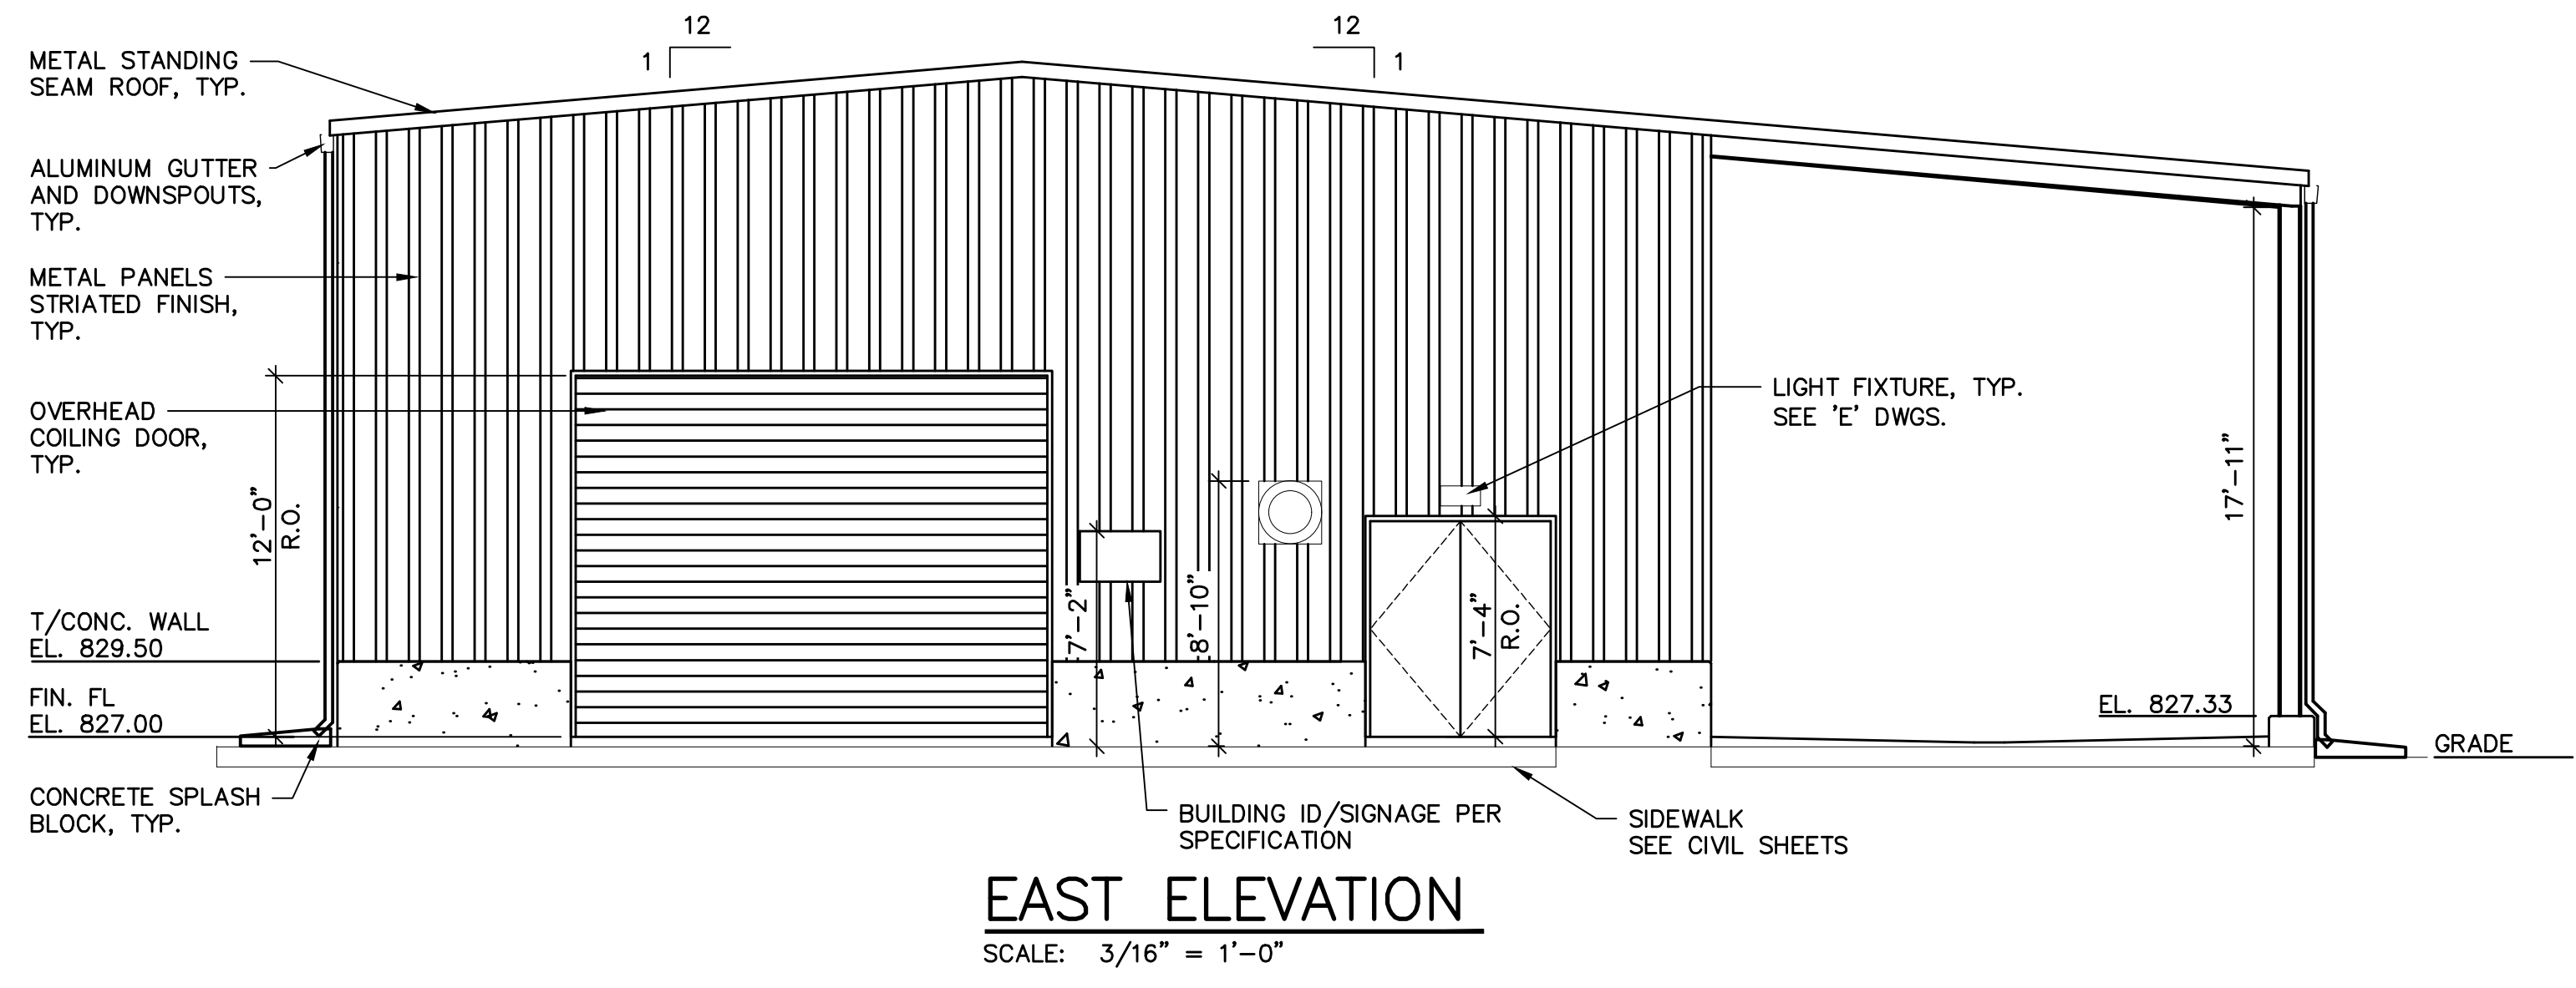 12
1
12
1
METAL STANDING
SEAM ROOF, TYP.
ALUMINUM GUTTER
AND DOWNSPOUTS,
TYP.
METAL PANELS
STRIATED FINISH,
TYP.
OVERHEAD
COILING DOOR,
TYP.
12'-0"
R.O.
T/CONC. WALL
EL. 829.50
FIN. FL
EL. 827.00
CONCRETE SPLASH
BLOCK, TYP.
7'-2"
8'-10"
7'-4"
R.O.
LIGHT FIXTURE, TYP.
SEE 'E' DWGS.
17'-11"
EL. 827.33
GRADE
BUILDING ID/SIGNAGE PER
SPECIFICATION
SIDEWALK
SEE CIVIL SHEETS
EAST ELEVATION
SCALE: 3/16" = 1'-0"